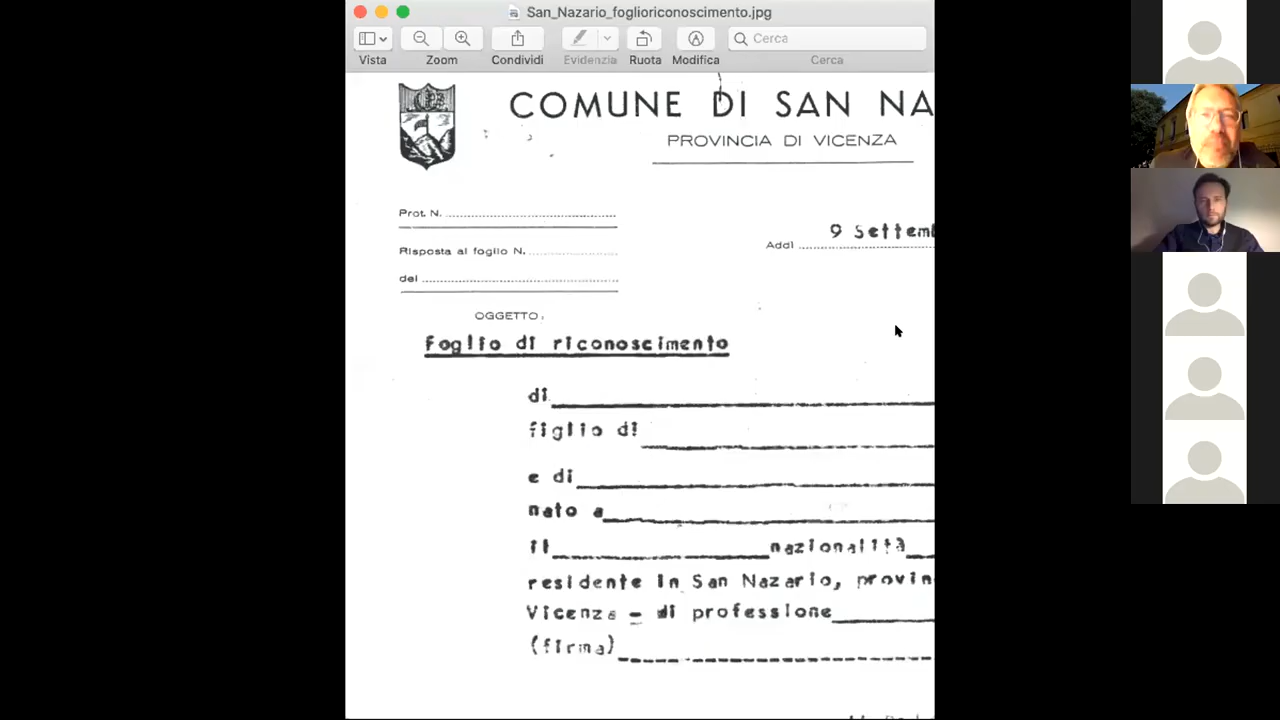 San_Nazario_foglioriconoscimento.jpg
Vista
Zoom
Condividi
Evidenzia
Ruota
Modifica
Cerca
Cerca
COMUNE DI SAN NA
PROVINCIA DI VICENZA
Prot. N.
9 Settem
Addì
Risposta al foglio N.
del
OGGETTO:
Foglio di riconoscimento
di
figlio di
e di
nato a
il nazionalità
residente in San Nazario, provin
Vicenza - di professione
(firma)